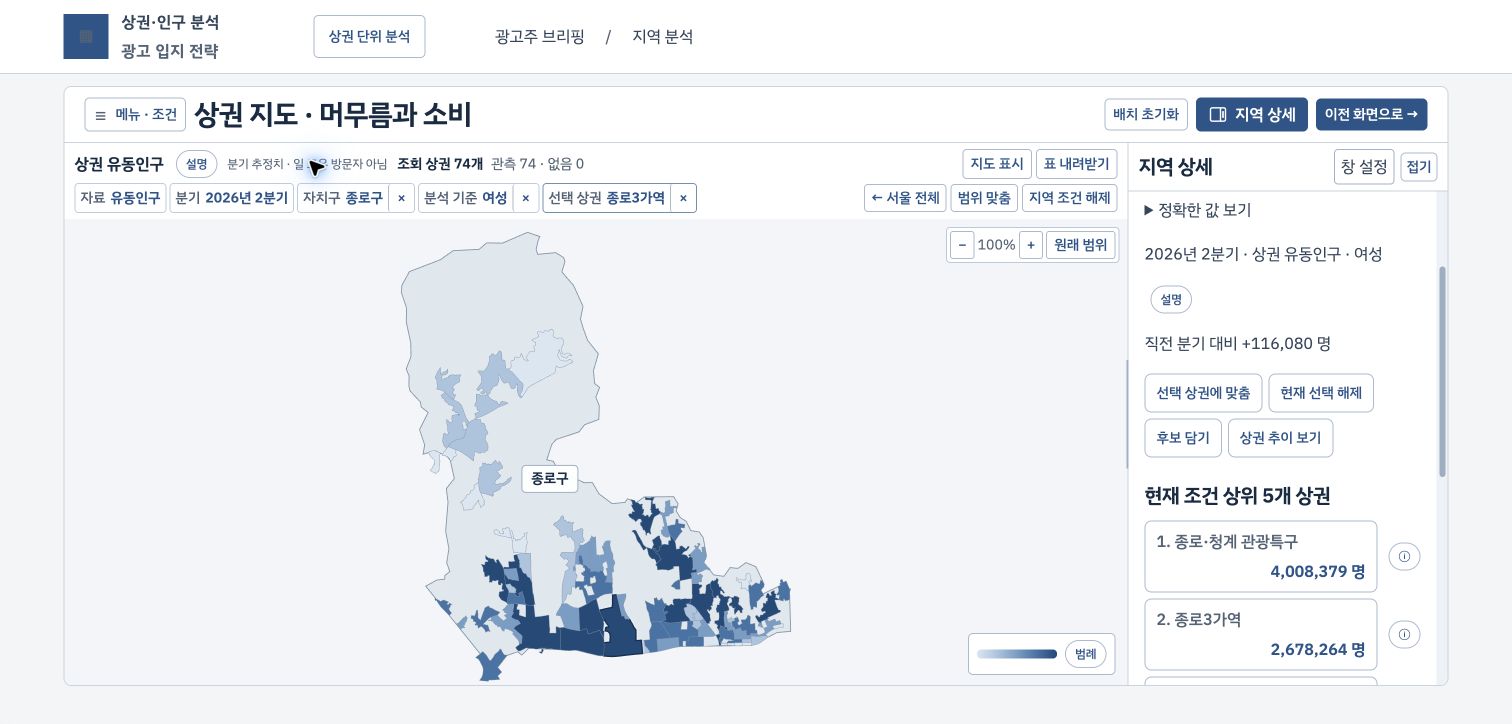 상권·인구 분석
광고 입지 전략
상권 단위 분석
광고주 브리핑 / 지역 분석
≡ 메뉴 · 조건
상권 지도 · 머무름과 소비
배치 초기화
지역 상세
이전 화면으로 →
상권 유동인구
설명
분기 추정치 · 일 방문자 아님
조회 상권 74개 관측 74 · 없음 0
지도 표시
표 내려받기
자료 유동인구
분기 2026년 2분기
자치구 종로구 ×
분석 기준 여성 ×
선택 상권 종로3가역 ×
← 서울 전체
범위 맞춤
지역 조건 해제
− 100% +
원래 범위
종로구
범례
지역 상세
창 설정
접기
▶ 정확한 값 보기
2026년 2분기 · 상권 유동인구 · 여성
설명
직전 분기 대비 +116,080 명
선택 상권에 맞춤
현재 선택 해제
후보 담기
상권 추이 보기
현재 조건 상위 5개 상권
1. 종로·청계 관광특구
4,008,379 명
2. 종로3가역
2,678,264 명